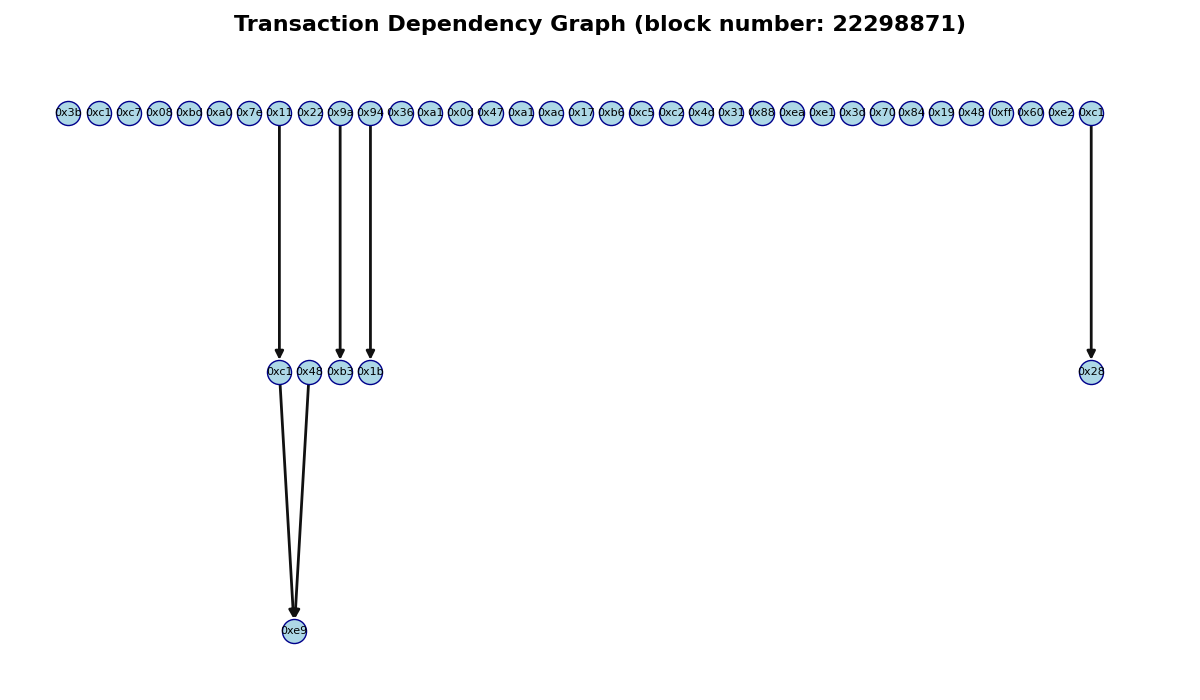 Transaction Dependency Graph (block number: 22298871)
0x3b 0xc1 0xc7 0x08 0xbc 0xa0 0x7e 0x11 0x22 0x9a 0x94 0x36 0xa1 0x0d 0x47 0xa1 0xac 0x17 0xb6 0xc5 0xc2 0x4d 0x31 0x88 0xea 0xe1 0x3d 0x70 0x84 0x19 0x48 0xff 0x60 0xe2 0xc1
0xc1 0x48 0xb3 0x1b 0x28
0xe9